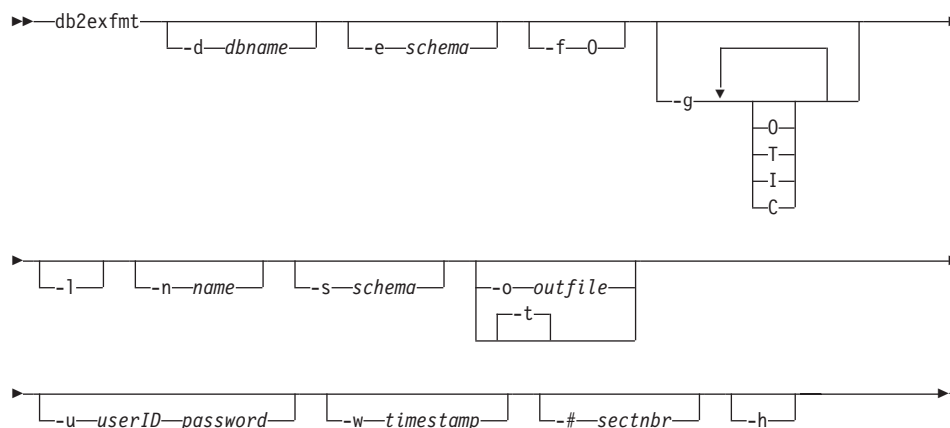 db2exfmt
-d dbname -e schema -f O
-g
O
T
I
C
-l -n name -s schema -o outfile
-t
-u userID password -w timestamp -# sectnbr -h